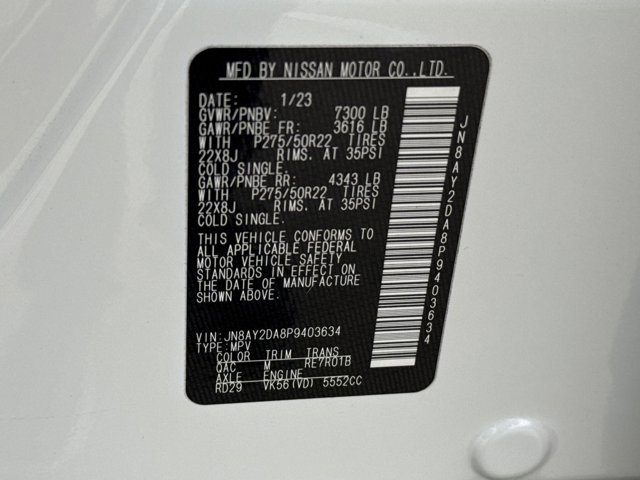 MFD BY NISSAN MOTOR CO.,LTD.
DATE: 1/23
GVWR/PNBV: 7300 LB
GAWR/PNBE FR: 3616 LB
WITH P275/50R22 TIRES
22X8J RIMS. AT 35PSI
COLD SINGLE.
GAWR/PNBE RR: 4343 LB
WITH P275/50R22 TIRES
22X8J RIMS. AT 35PSI
COLD SINGLE.
THIS VEHICLE CONFORMS TO
ALL APPLICABLE FEDERAL
MOTOR VEHICLE SAFETY
STANDARDS IN EFFECT ON
THE DATE OF MANUFACTURE
SHOWN ABOVE.
VIN:JN8AY2DA8P9403634
TYPE:MPV
COLOR TRIM TRANS
QAC M RE7R01B
AXLE ENGINE
RD29 VK56(VD) 5552CC
JN8AY2DA8P9403634